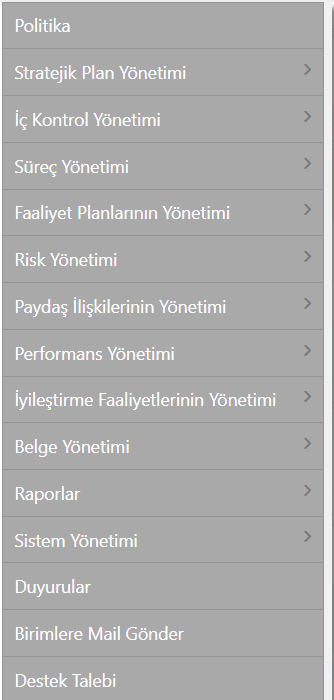 Politika
Stratejik Plan Yönetimi
İç Kontrol Yönetimi
Süreç Yönetimi
Faaliyet Planlarının Yönetimi
Risk Yönetimi
Paydaş İlişkilerinin Yönetimi
Performans Yönetimi
İyileştirme Faaliyetlerinin Yönetimi
Belge Yönetimi
Raporlar
Sistem Yönetimi
Duyurular
Birimlere Mail Gönder
Destek Talebi